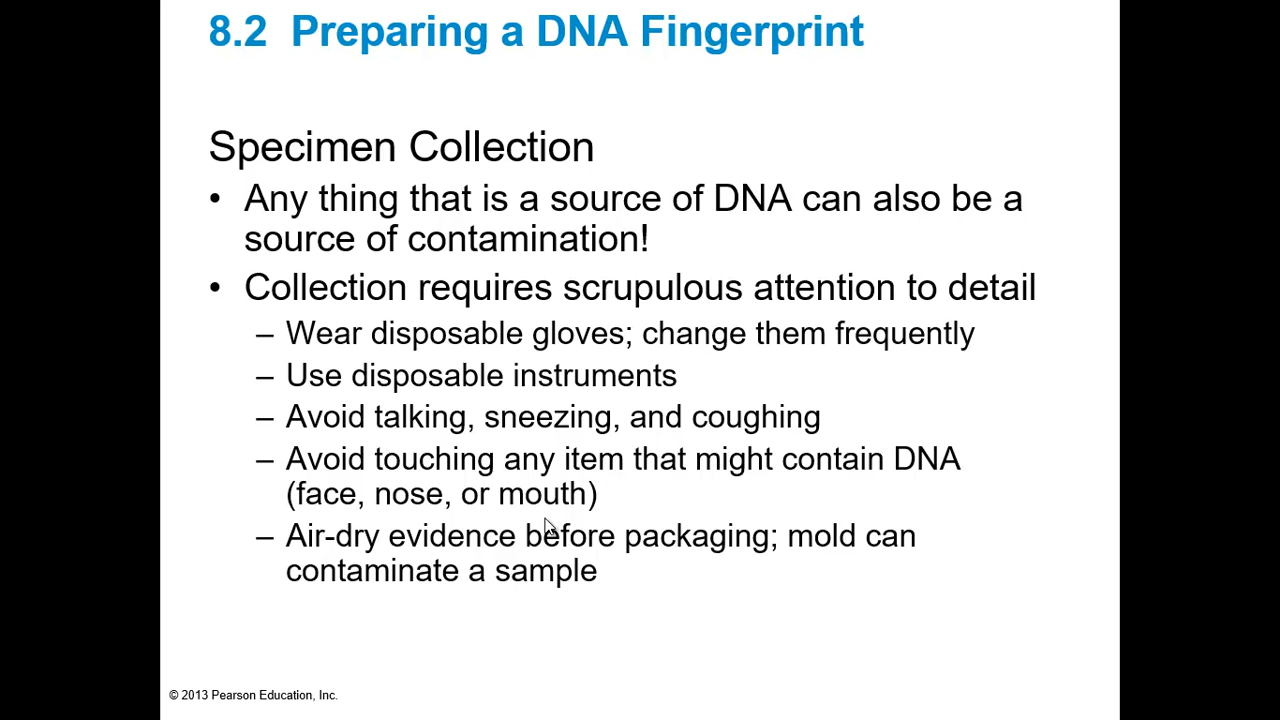 8.2 Preparing a DNA Fingerprint
Specimen Collection
• Any thing that is a source of DNA can also be a
source of contamination!
• Collection requires scrupulous attention to detail
– Wear disposable gloves; change them frequently
– Use disposable instruments
– Avoid talking, sneezing, and coughing
– Avoid touching any item that might contain DNA
(face, nose, or mouth)
– Air-dry evidence before packaging; mold can
contaminate a sample
© 2013 Pearson Education, Inc.